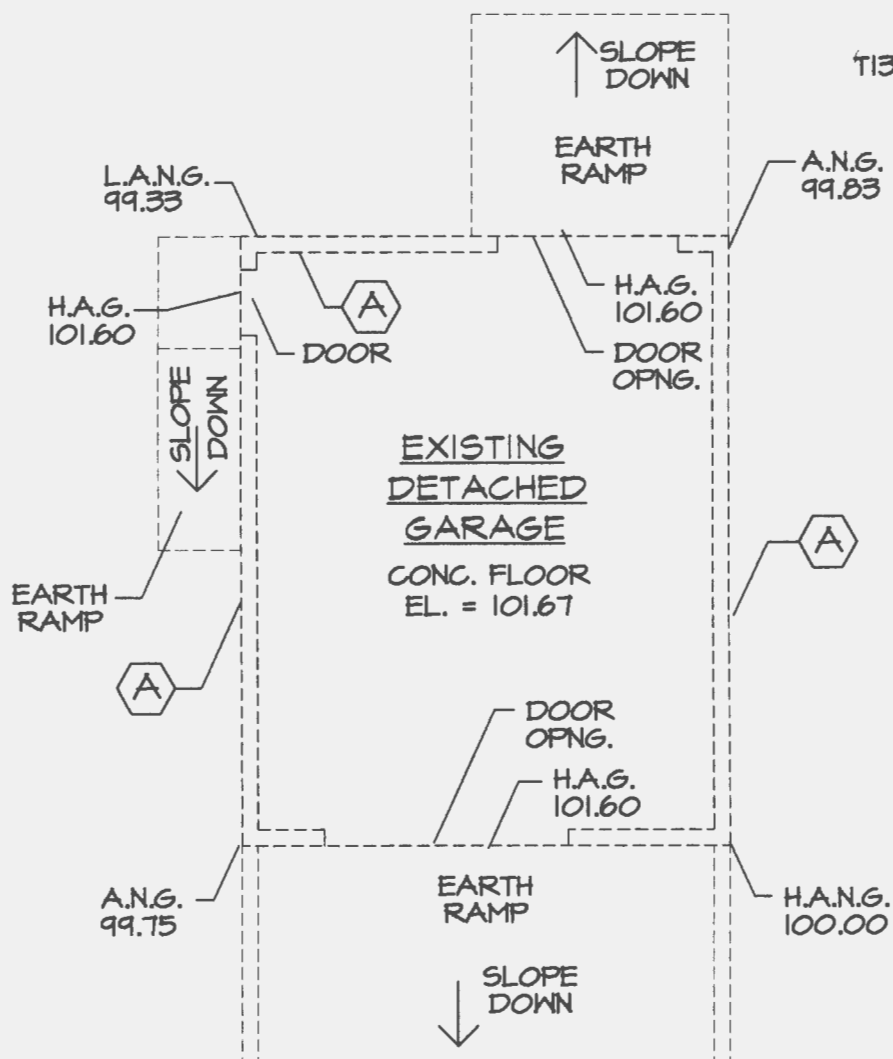 SLOPE
DOWN
T13
EARTH
RAMP
L.A.N.G.
99.33
A.N.G.
99.83
H.A.G.
101.60
A
H.A.G.
101.60
DOOR
DOOR
OPNG.
SLOPE
DOWN
EXISTING
DETACHED
GARAGE
CONC. FLOOR
EL. = 101.67
A
EARTH
RAMP
A
DOOR
OPNG.
H.A.G.
101.60
A.N.G.
99.75
EARTH
RAMP
H.A.N.G.
100.00
SLOPE
DOWN